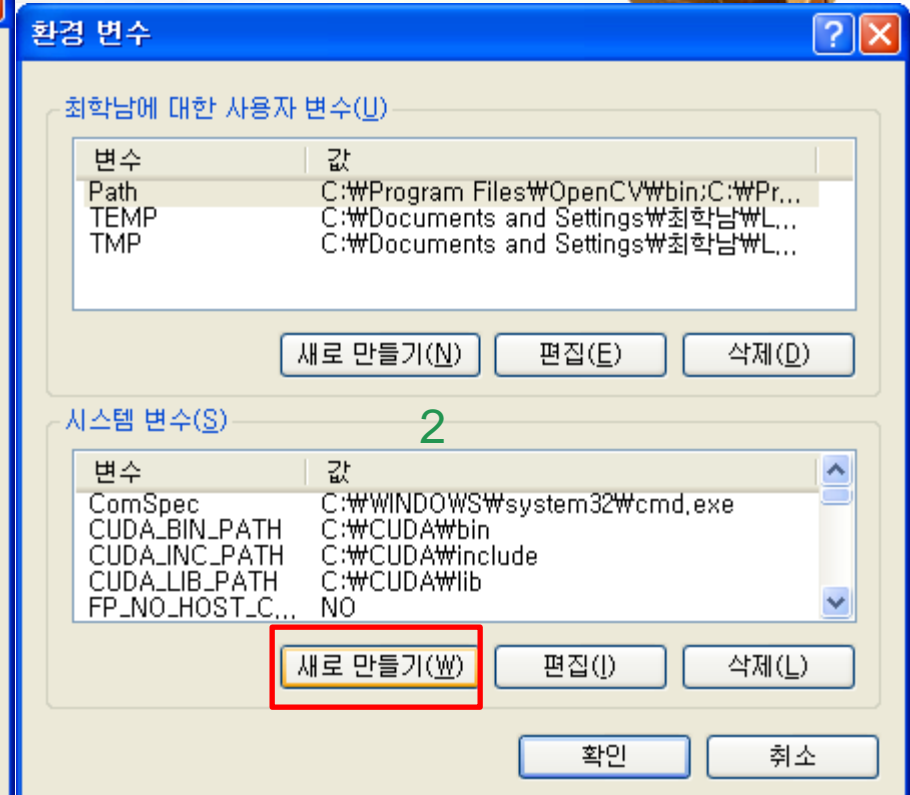 환경 변수
최학남에 대한 사용자 변수(U)
변수 값
Path C:₩Program Files₩OpenCV₩bin;C:₩Pr...
TEMP C:₩Documents and Settings₩최학남₩L...
TMP C:₩Documents and Settings₩최학남₩L...
새로 만들기(N) 편집(E) 삭제(D)
시스템 변수(S)
2
변수 값
ComSpec C:₩WINDOWS₩system32₩cmd.exe
CUDA_BIN_PATH C:₩CUDA₩bin
CUDA_INC_PATH C:₩CUDA₩include
CUDA_LIB_PATH C:₩CUDA₩lib
FP_NO_HOST_C... NO
새로 만들기(W) 편집(I) 삭제(L)
확인 취소